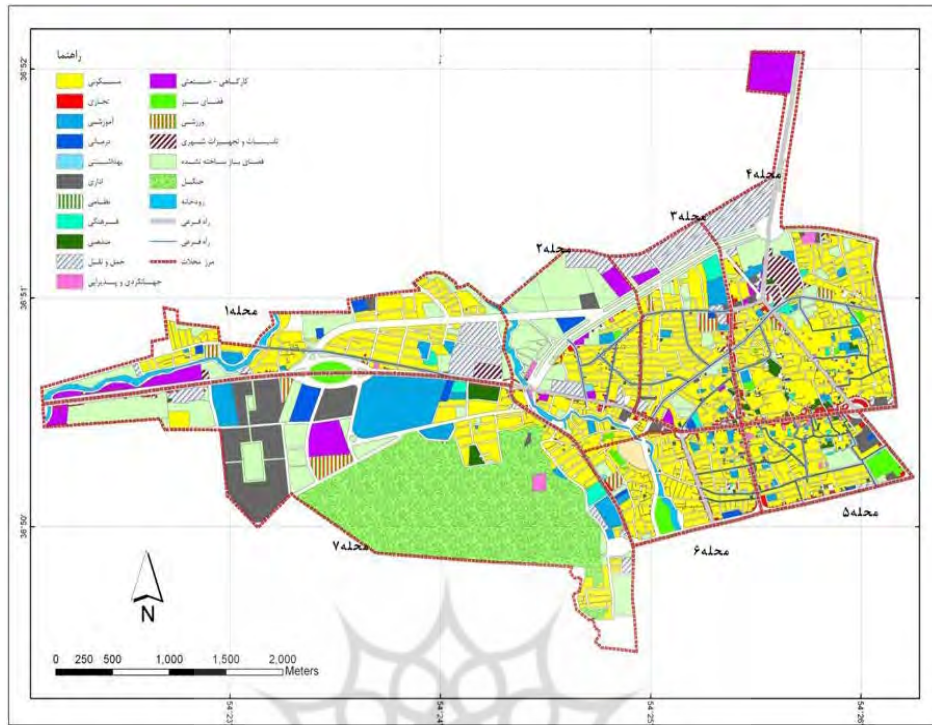 راهنما
مسکونی
تجاری
آموزشی
درمانی
بهداشتی
اداری
نظامی
فرهنگی
مذهبی
حمل و نقل
جهانگردی و پذیرایی
کارگاهی - صنعتی
فضای سبز
ورزشی
تاسیسات و تجهیزات شهری
فضای باز ساخته نشده
جنگل
رودخانه
راه فرعی
راه فرعی
مرز محلات
محله۴
محله۳
محله۲
محله۱
محله۵
محله۶
محله۷
36°52'
36°51'
36°50'
N
0 250 500 1,000 1,500 2,000
Meters
54°23'
54°24'
54°25'
54°26'